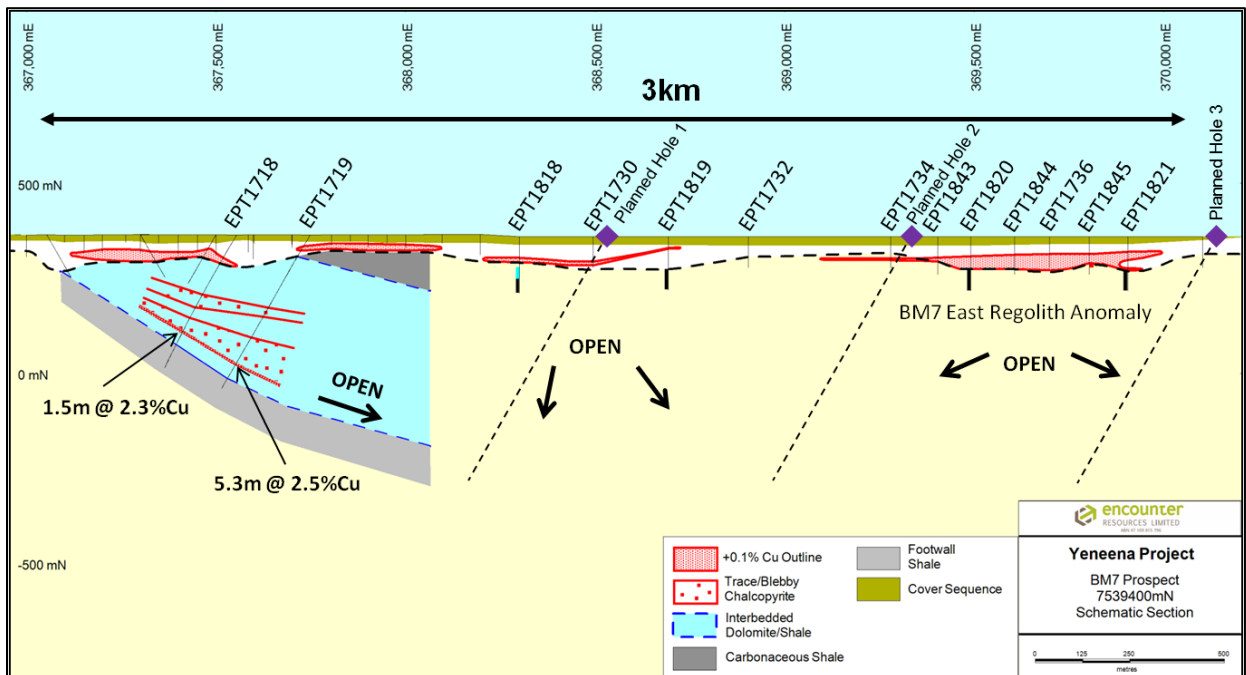 367,000 mE
367,500 mE
368,000 mE
368,500 mE
369,000 mE
369,500 mE
370,000 mE
3km
500 mN
EPT1718
EPT1719
EPT1818
EPT1730
Planned Hole 1
EPT1819
EPT1732
EPT1734
Planned Hole 2
EPT1843
EPT1820
EPT1844
EPT1736
EPT1845
EPT1821
Planned Hole 3
BM7 East Regolith Anomaly
OPEN
OPEN
0 mN
OPEN
1.5m @ 2.3%Cu
5.3m @ 2.5%Cu
-500 mN
+0.1% Cu Outline
Trace/Blebby
Chalcopyrite
Interbedded
Dolomite/Shale
Carbonaceous Shale
Footwall
Shale
Cover Sequence
encounter
RESOURCES LIMITED
Yeneena Project
BM7 Prospect
7539400mN
Schematic Section
0 125 250 500
metres